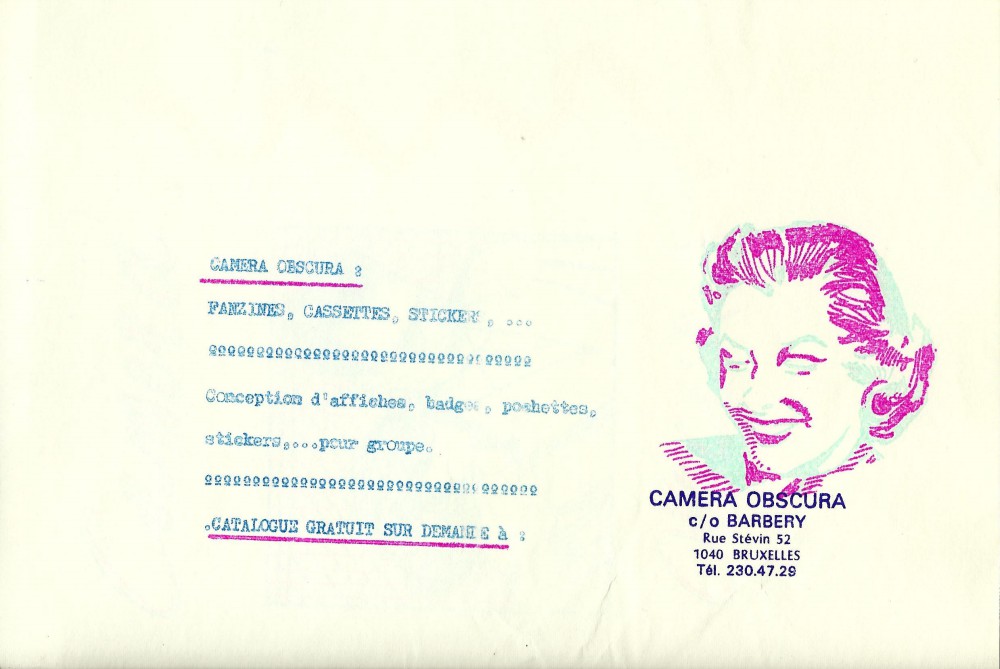 CAMERA OBSCURA :
FANZINES, CASSETTES, STICKERS, ...
Conception d'affiches, badges, pochettes,
stickers,...pour groupe.
.CATALOGUE GRATUIT SUR DEMANDE à :
CAMERA OBSCURA
c/o BARBERY
Rue Stévin 52
1040 BRUXELLES
Tél. 230.47.29